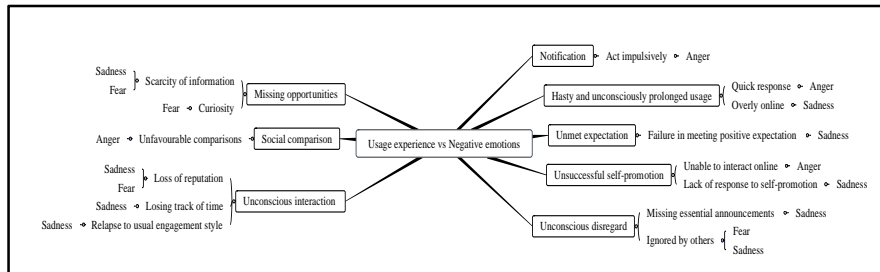 Usage experience vs Negative emotions
Missing opportunities
Scarcity of information
Sadness
Fear
Curiosity
Fear
Social comparison
Unfavourable comparisons
Anger
Unconscious interaction
Loss of reputation
Sadness
Fear
Losing track of time
Sadness
Relapse to usual engagement style
Sadness
Notification
Act impulsively
Anger
Hasty and unconsciously prolonged usage
Quick response
Anger
Overly online
Sadness
Unmet expectation
Failure in meeting positive expectation
Sadness
Unsuccessful self-promotion
Unable to interact online
Anger
Lack of response to self-promotion
Sadness
Unconscious disregard
Missing essential announcements
Sadness
Ignored by others
Fear
Sadness